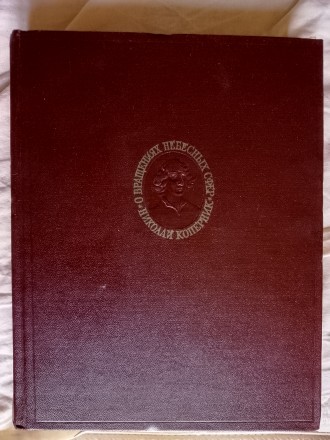 О ВРАЩЕНИЯХ НЕБЕСНЫХ СФЕР
НИКОЛАЙ КОПЕРНИК